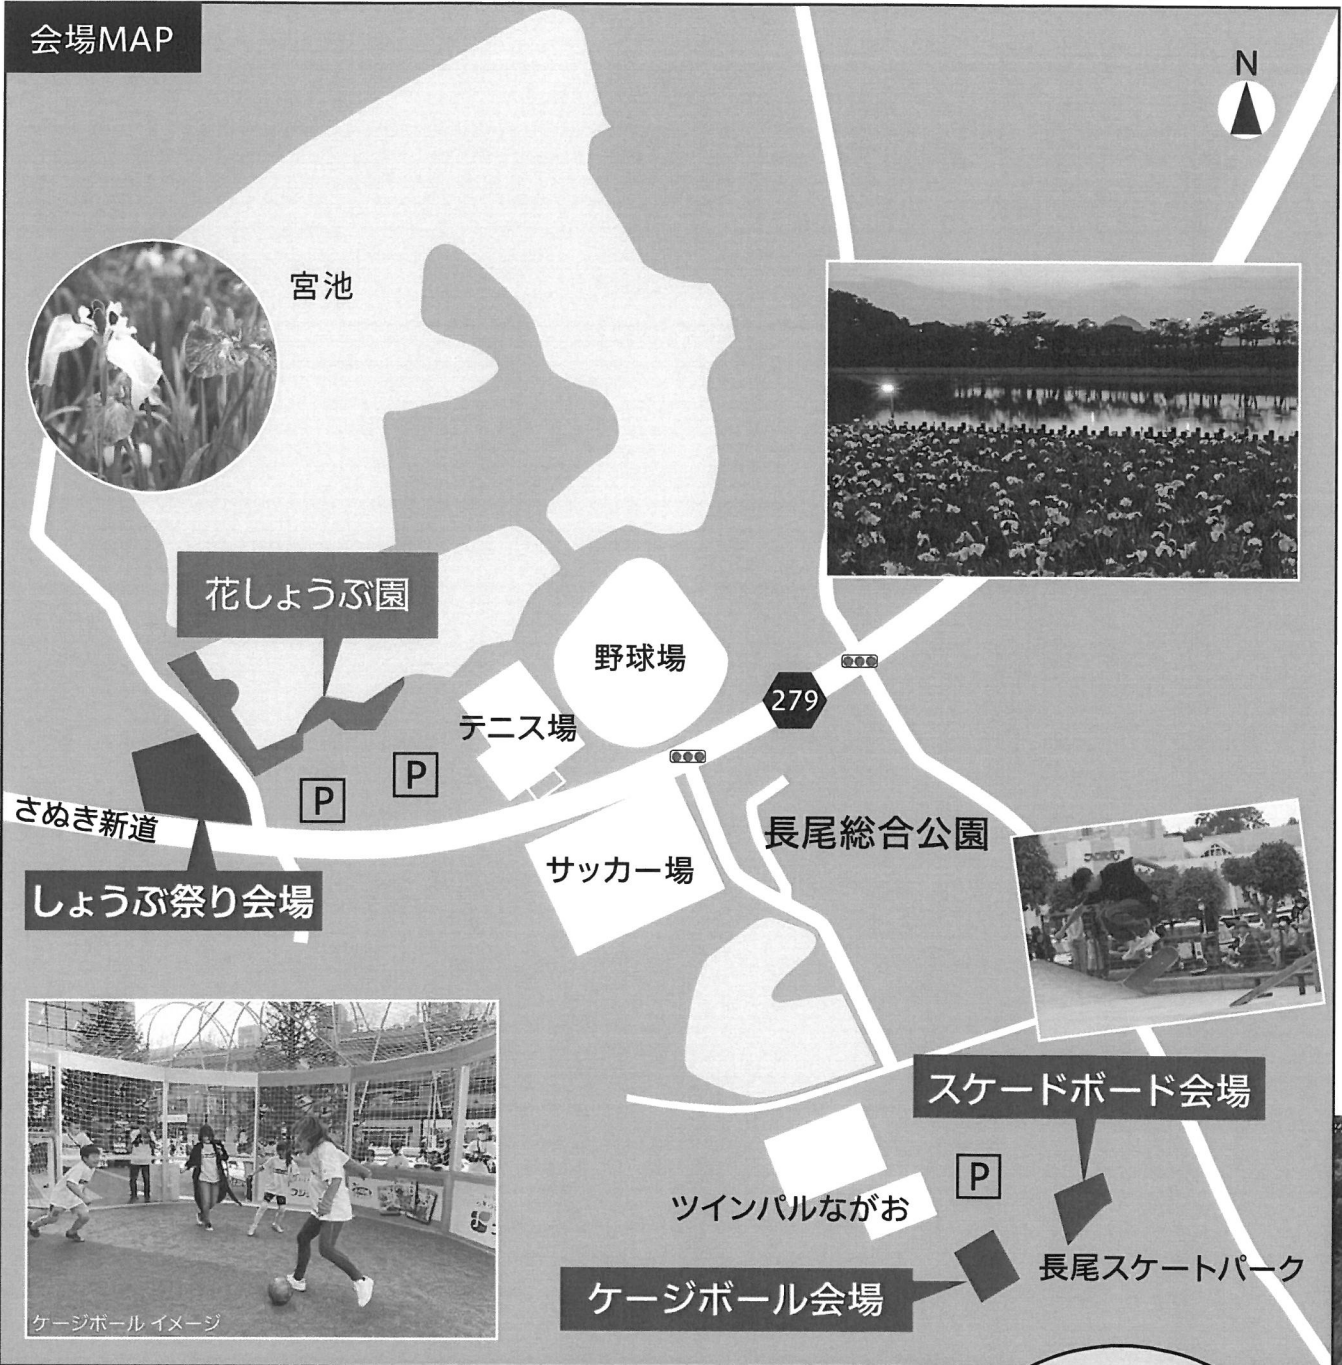 会場MAP
N
宮池
花しょうぶ園
野球場
279
テニス場
P
P
さぬき新道
しょうぶ祭り会場
サッカー場
長尾総合公園
スケードボード会場
P
ツインパルながお
長尾スケートパーク
ケージボール会場
ケージボール イメージ